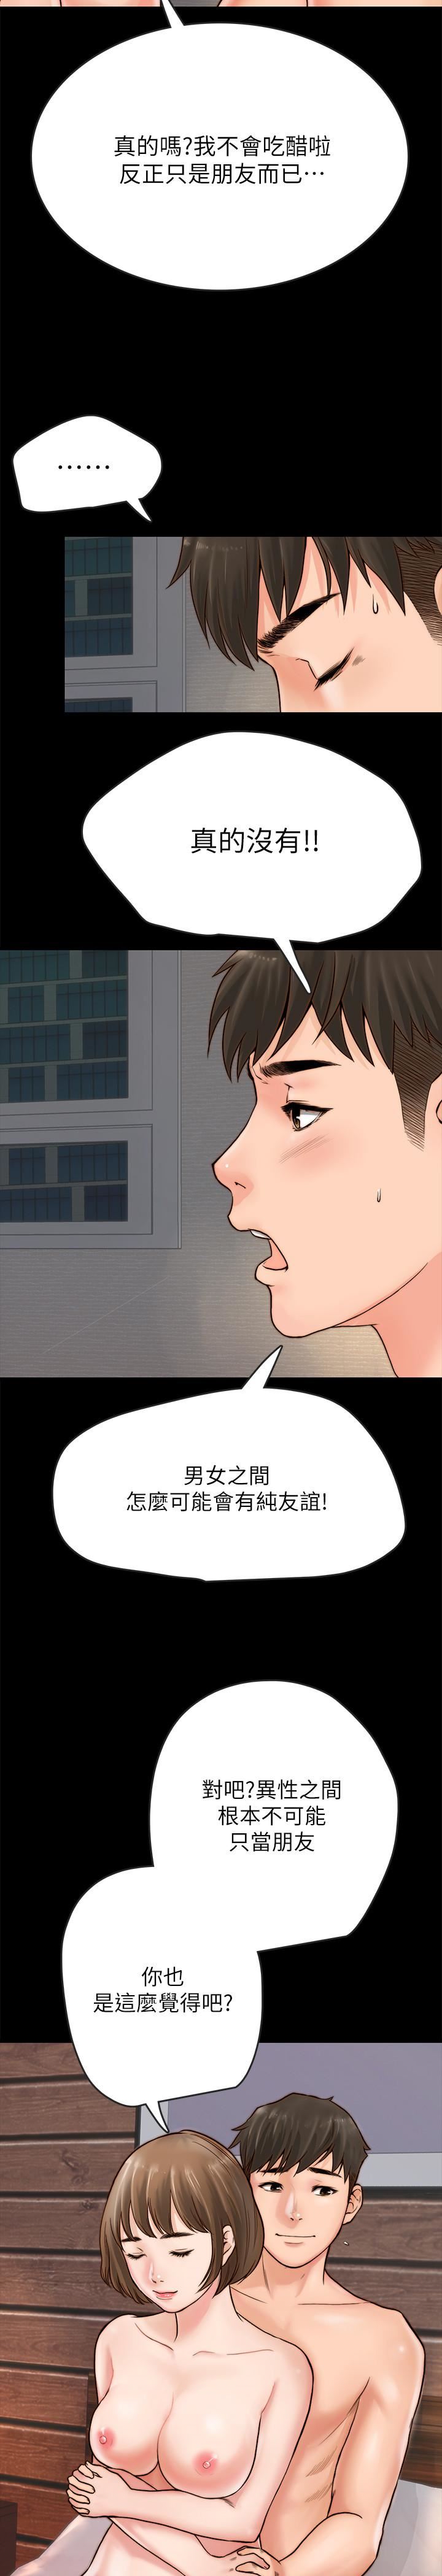 真的嗎?我不會吃醋啦
反正只是朋友而已…
……
真的沒有!!
男女之間
怎麼可能會有純友誼!
對吧?異性之間
根本不可能
只當朋友
你也
是這麼覺得吧?